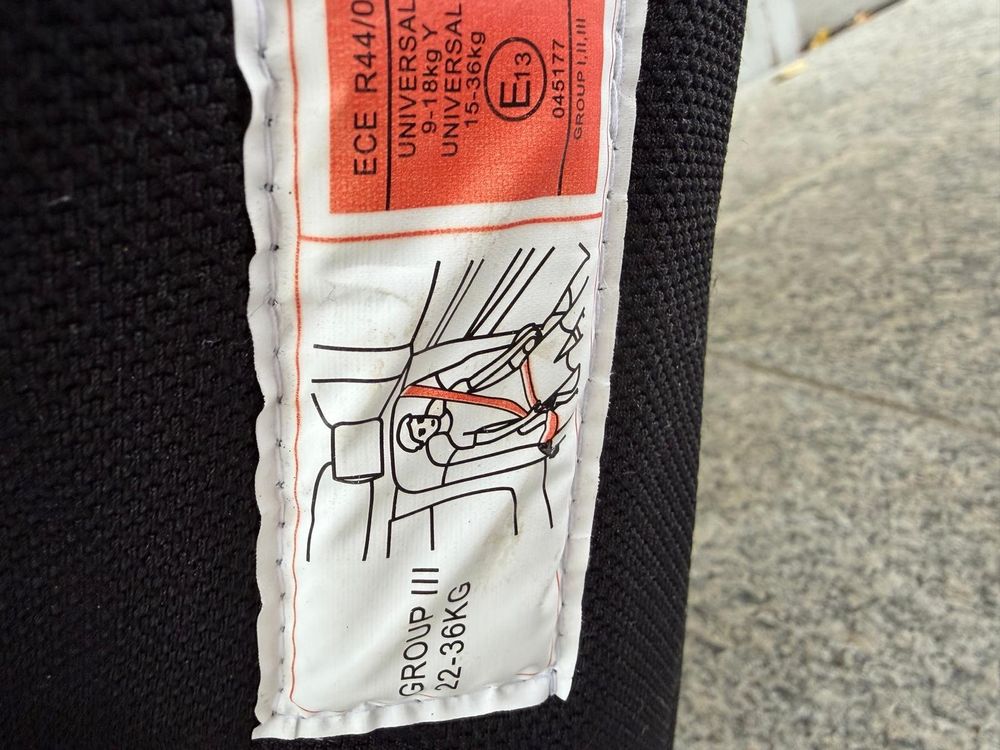 ECE R44/0
UNIVERSAL
9-18kg Y
UNIVERSAL
15-36kg
E13
045177
GROUP I,II,III
GROUP III
22-36KG